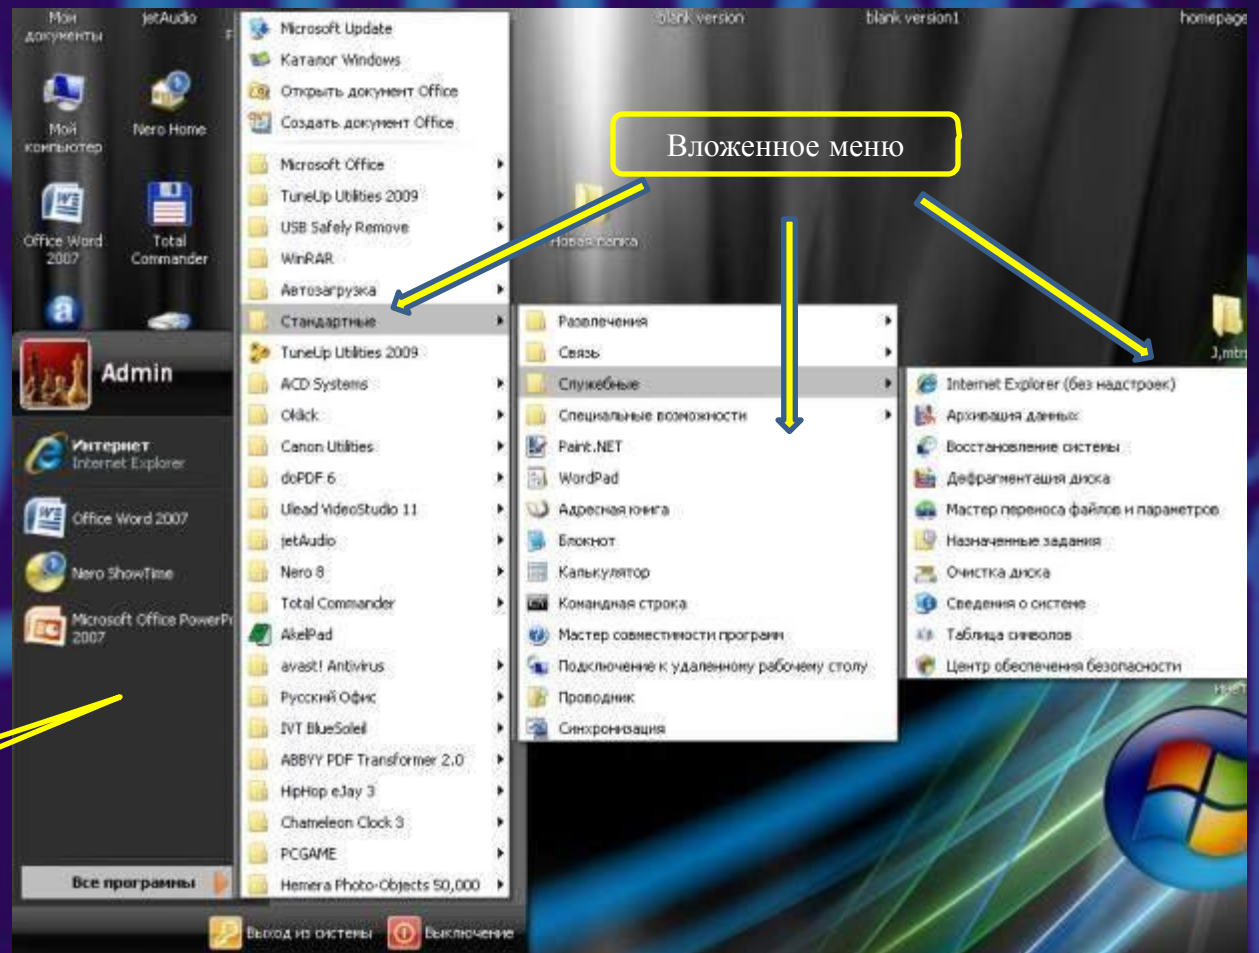 Мои
документы
jetAudio
blank version
blank version1
homepage
Мой
компьютер
Nero Home
Office Word
2007
Total
Commander
Новая папка
Вложенное меню
Admin
Интернет
Internet Explorer
Office Word 2007
Nero ShowTime
Microsoft Office PowerP
2007
Все программы
Выход из системы
Выключение
Microsoft Update
Каталог Windows
Открыть документ Office
Создать документ Office
Microsoft Office
TuneUp Utilities 2009
USB Safely Remove
WinRAR
Автозагрузка
Стандартные
TuneUp Utilities 2009
ACD Systems
Oklick
Canon Utilities
doPDF 6
Ulead VideoStudio 11
jetAudio
Nero 8
Total Commander
AkelPad
avast! Antivirus
Русский Офис
IVT BlueSoleil
ABBYY PDF Transformer 2.0
HipHop eJay 3
Chameleon Clock 3
PCGAME
Hemera Photo-Objects 50,000
Развлечения
Связь
Служебные
Специальные возможности
Paint.NET
WordPad
Адресная книга
Блокнот
Калькулятор
Командная строка
Мастер совместимости программ
Подключение к удаленному рабочему столу
Проводник
Синхронизация
Internet Explorer (без надстроек)
Архивация данных
Восстановление системы
Дефрагментация диска
Мастер переноса файлов и параметров
Назначенные задания
Очистка диска
Сведения о системе
Таблица символов
Центр обеспечения безопасности